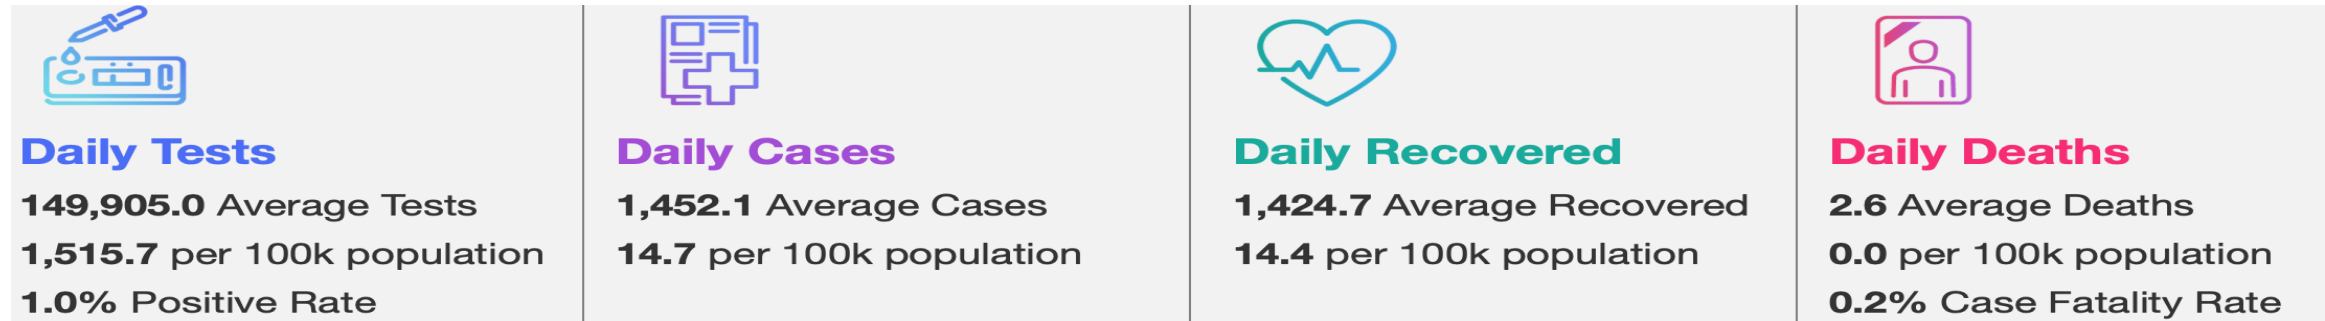 Daily Tests
149,905.0 Average Tests
1,515.7 per 100k population
1.0% Positive Rate
Daily Cases
1,452.1 Average Cases
14.7 per 100k population
Daily Recovered
1,424.7 Average Recovered
14.4 per 100k population
Daily Deaths
2.6 Average Deaths
0.0 per 100k population
0.2% Case Fatality Rate